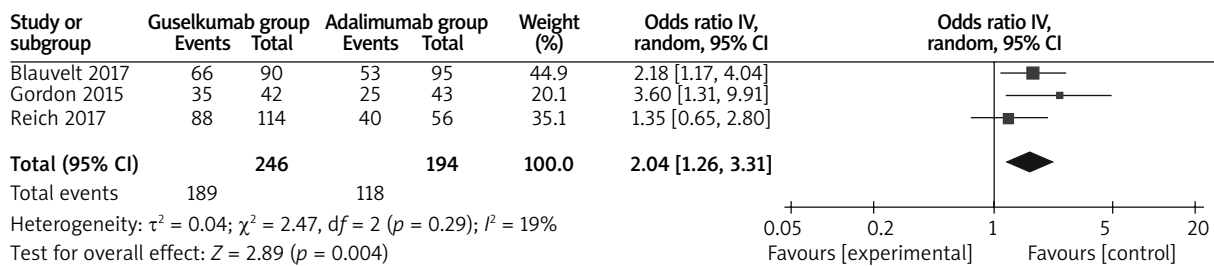 Study or subgroup Guselkumab group Adalimumab group Weight (%) Odds ratio IV, random, 95% CI Odds ratio IV, random, 95% CI
Events Total Events Total
Blauvelt 2017 66 90 53 95 44.9 2.18 [1.17, 4.04]
Gordon 2015 35 42 25 43 20.1 3.60 [1.31, 9.91]
Reich 2017 88 114 40 56 35.1 1.35 [0.65, 2.80]
Total (95% CI) 246 194 100.0 2.04 [1.26, 3.31]
Total events 189 118
Heterogeneity: τ² = 0.04; χ² = 2.47, df = 2 (p = 0.29); I² = 19%
Test for overall effect: Z = 2.89 (p = 0.004)
0.05 0.2 1 5 20
Favours [experimental] Favours [control]